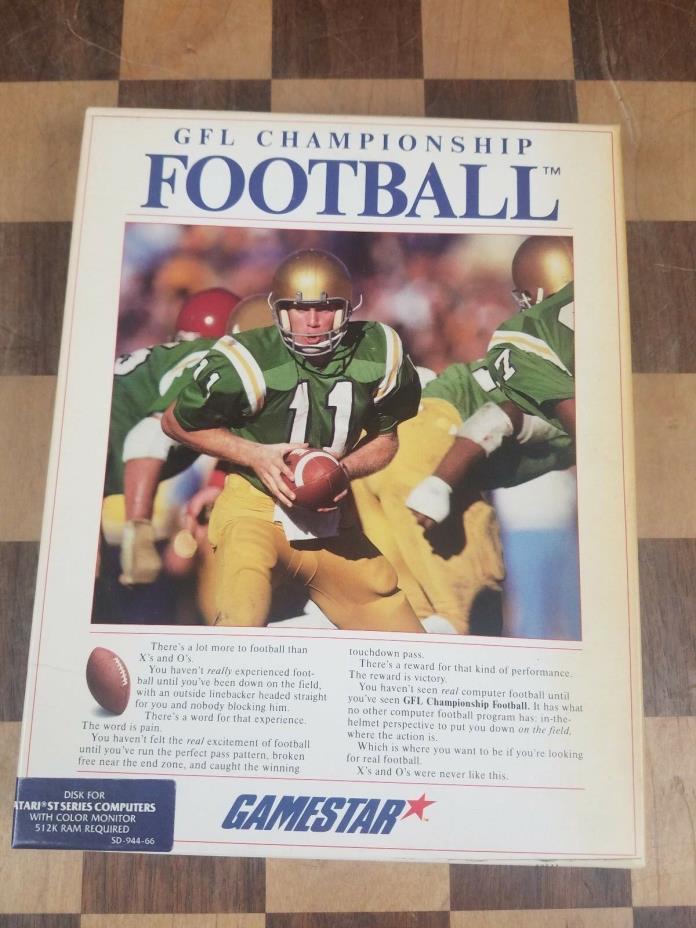 GFL CHAMPIONSHIP
FOOTBALL™
11
11
7
There's a lot more to football than
X's and O's.
You haven't really experienced foot-
ball until you've been down on the field,
with an outside linebacker headed straight
for you and nobody blocking him.
There's a word for that experience.
The word is pain.
You haven't felt the real excitement of football
until you've run the perfect pass pattern, broken
free near the end zone, and caught the winning
touchdown pass.
There's a reward for that kind of performance.
The reward is victory.
You haven't seen real computer football until
you've seen GFL Championship Football. It has what
no other computer football program has: in-the-
helmet perspective to put you down on the field,
where the action is.
Which is where you want to be if you're looking
for real football.
X's and O's were never like this.
DISK FOR
ATARI® ST SERIES COMPUTERS
WITH COLOR MONITOR
512K RAM REQUIRED
SD-944-66
GAMESTAR™